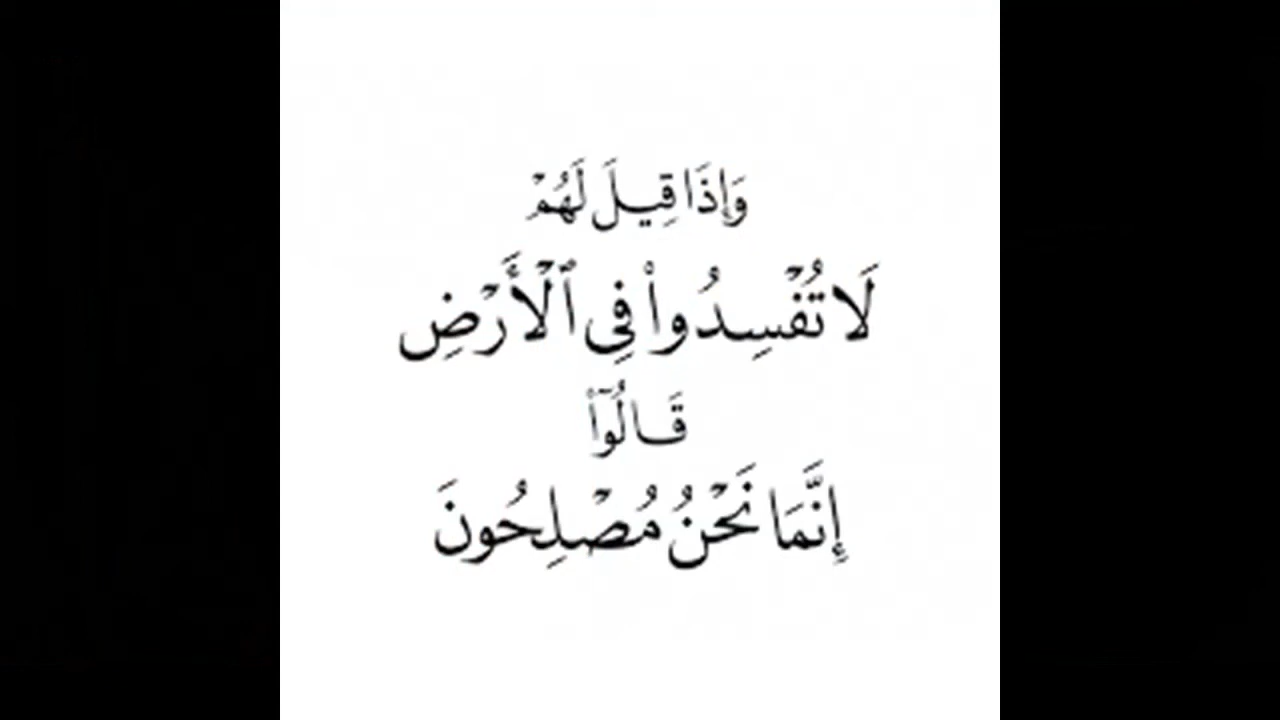 وَإِذَا قِيلَ لَهُمۡ
لَا تُفۡسِدُوا۟ فِی ٱلۡأَرۡضِ
قَالُوۤا۟
إِنَّمَا نَحۡنُ مُصۡلِحُونَ